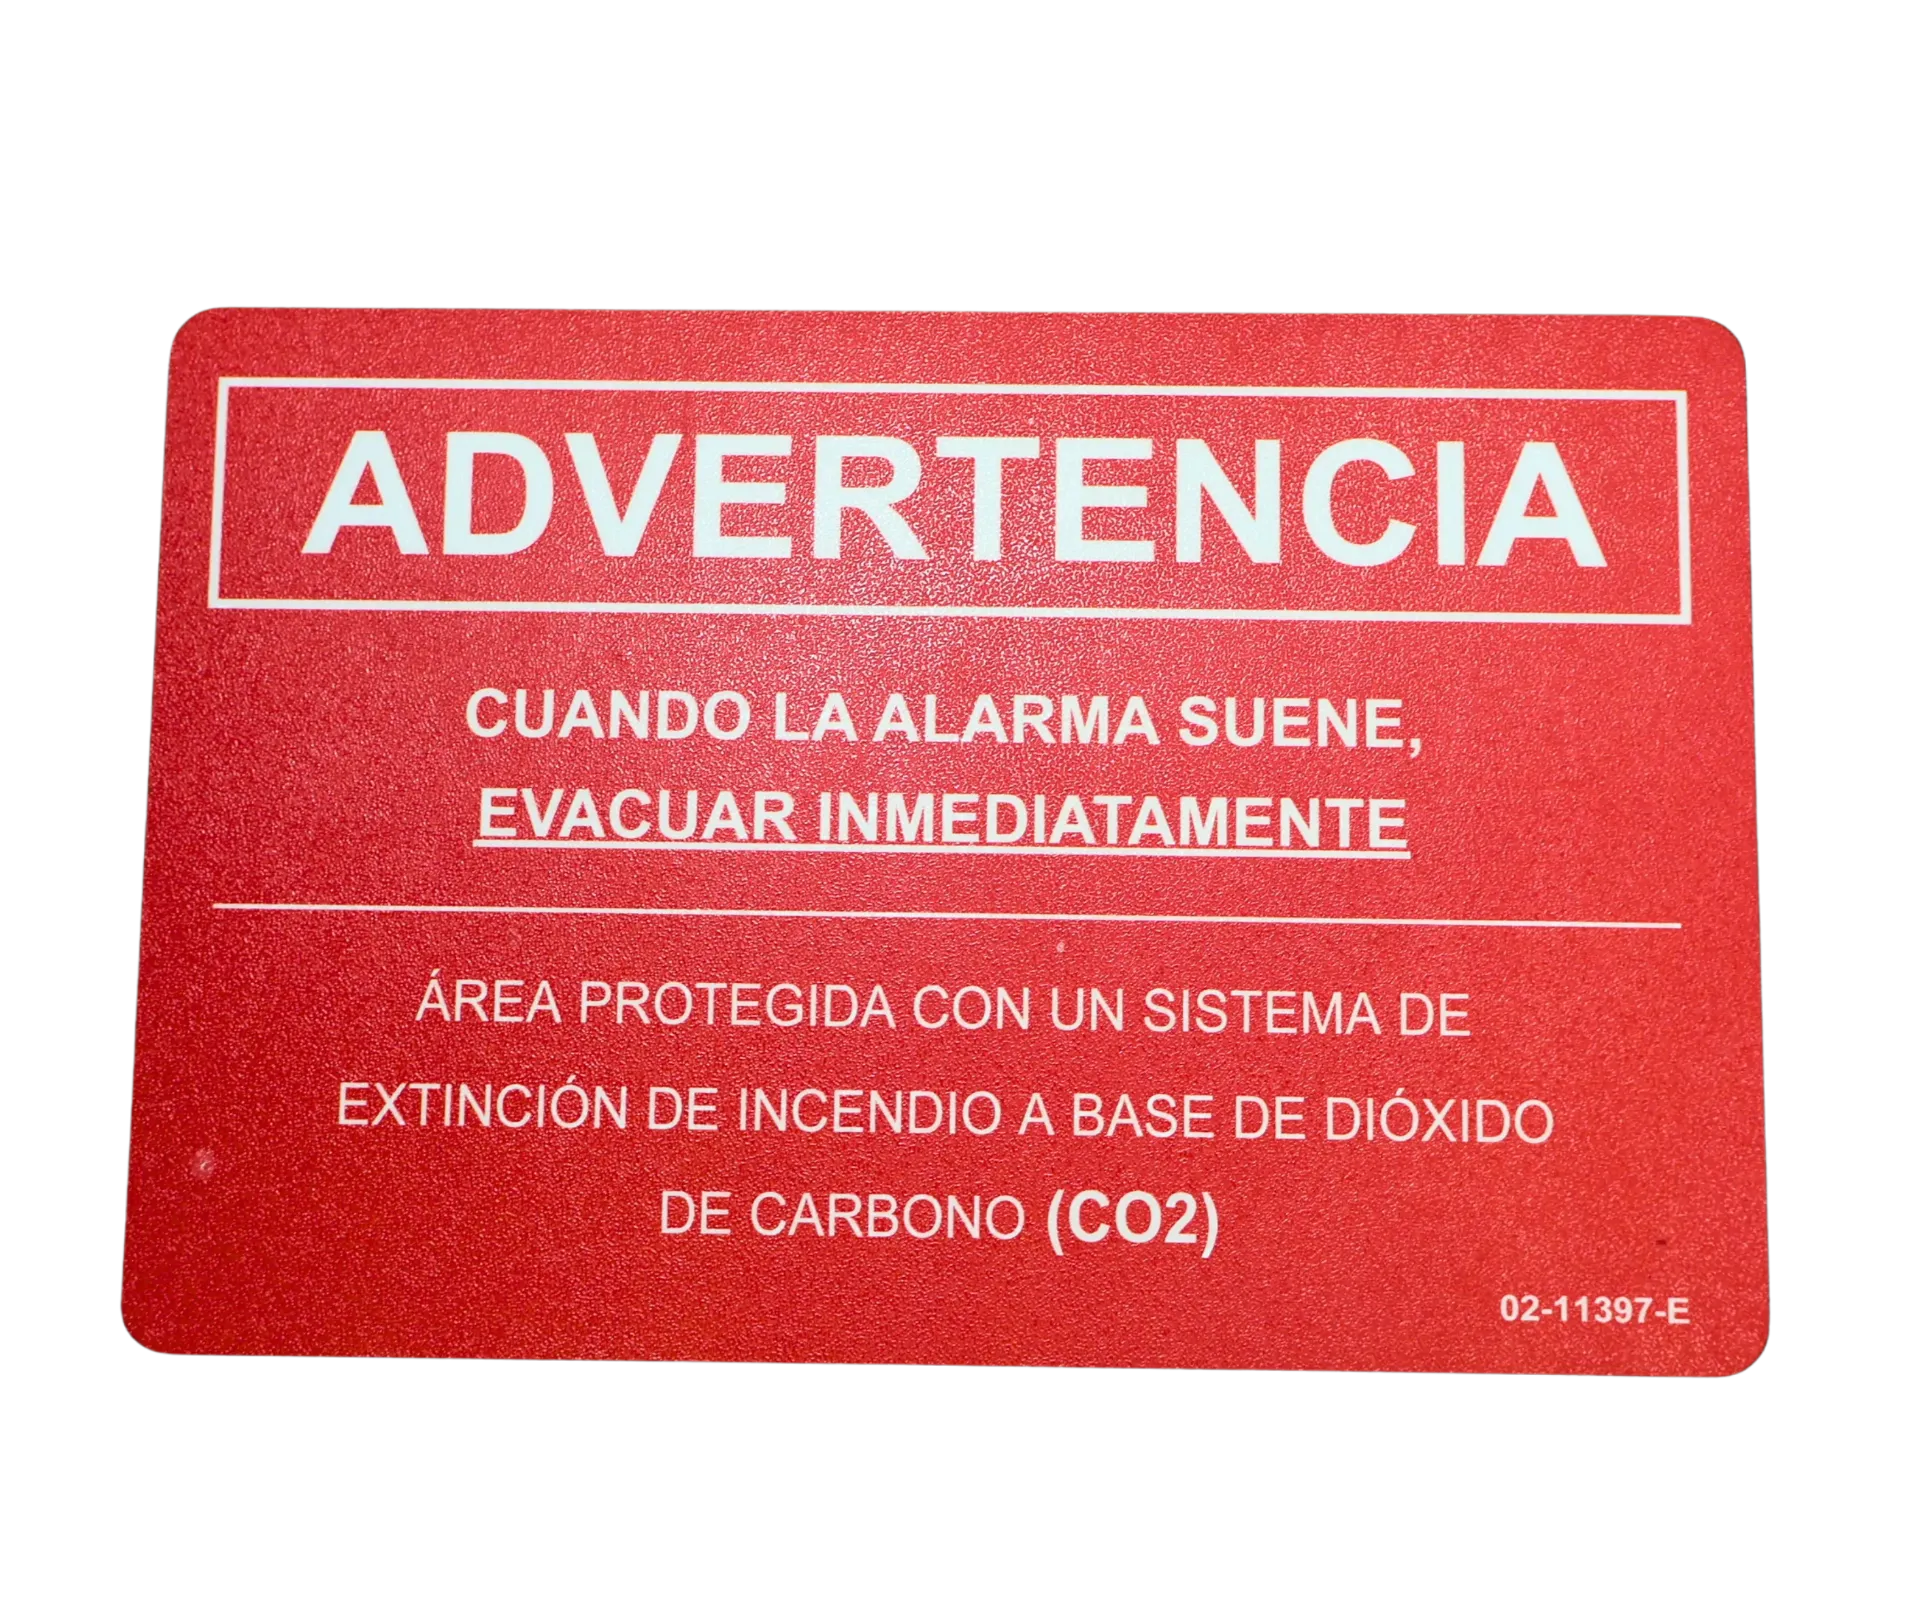 ADVERTENCIA
CUANDO LA ALARMA SUENE,
EVACUAR INMEDIATAMENTE
ÁREA PROTEGIDA CON UN SISTEMA DE
EXTINCIÓN DE INCENDIO A BASE DE DIÓXIDO
DE CARBONO (CO2)
02-11397-E